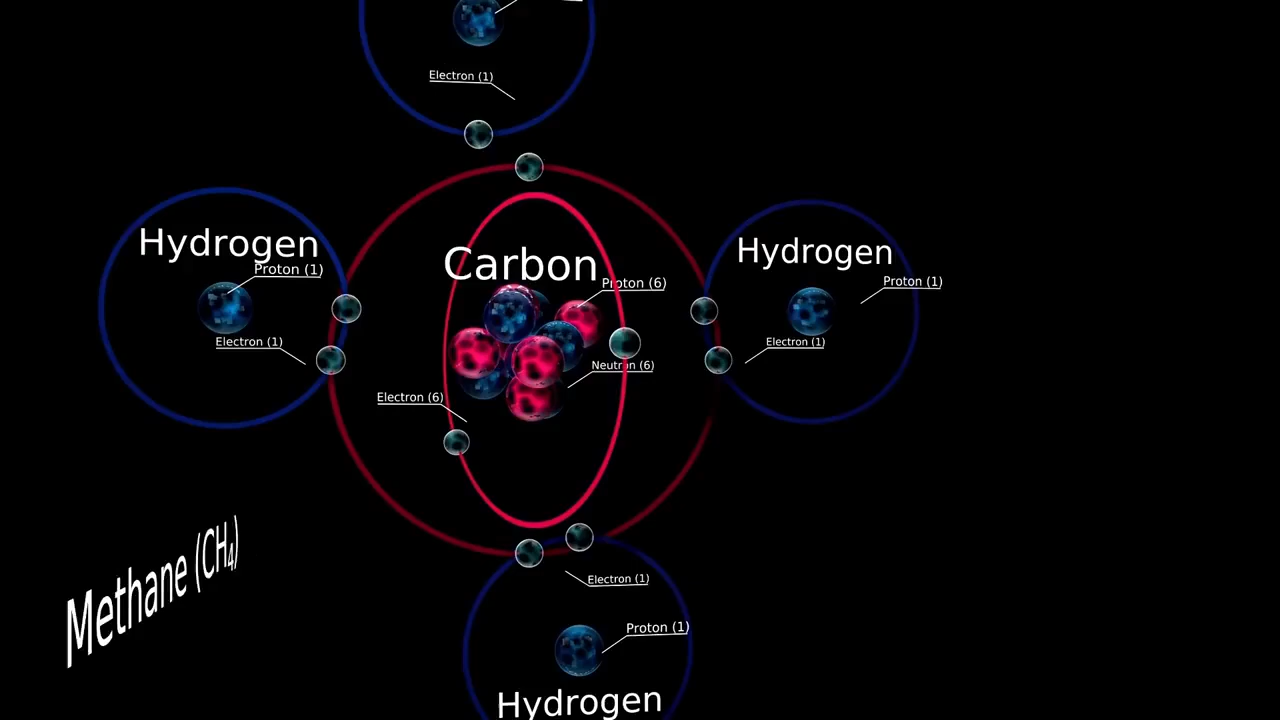 Electron (1)
Hydrogen
Proton (1)
Electron (1)
Carbon
Proton (6)
Neutron (6)
Electron (6)
Hydrogen
Proton (1)
Electron (1)
Methane (CH₄)
Electron (1)
Proton (1)
Hydrogen